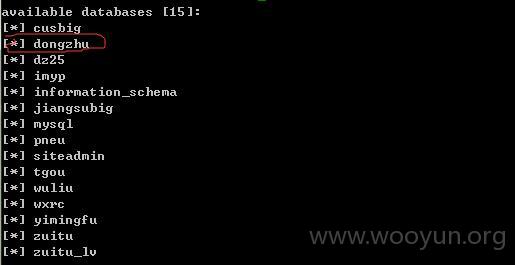 available databases [15]:
[*] cusbig
[*] dongzhu
[*] dz25
[*] imyp
[*] information_schema
[*] jiangsubig
[*] mysql
[*] pneu
[*] siteadmin
[*] tgou
[*] wuliu
[*] wxrc
[*] yimingfu
[*] zuitu
[*] zuitu_lv
www.wooyun.org